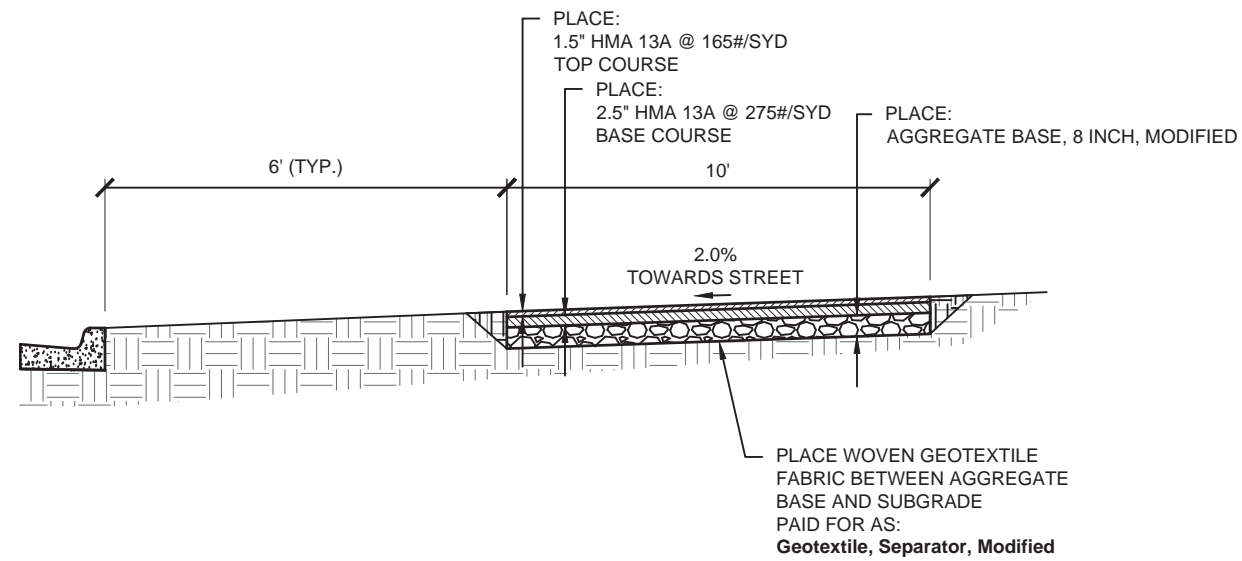 PLACE:
1.5" HMA 13A @ 165#/SYD
TOP COURSE
PLACE:
2.5" HMA 13A @ 275#/SYD
BASE COURSE
PLACE:
AGGREGATE BASE, 8 INCH, MODIFIED
6' (TYP.)
10'
2.0%
TOWARDS STREET
PLACE WOVEN GEOTEXTILE
FABRIC BETWEEN AGGREGATE
BASE AND SUBGRADE
PAID FOR AS:
Geotextile, Separator, Modified